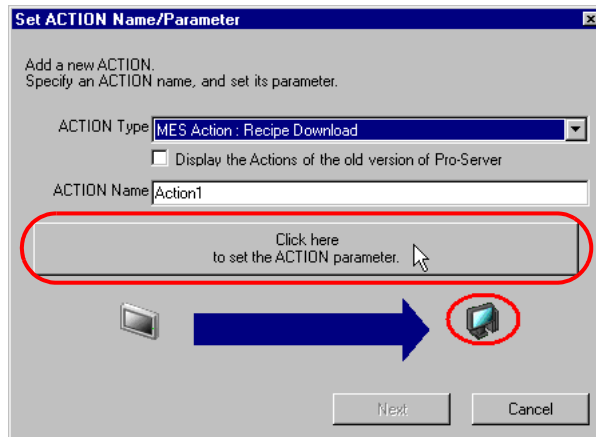 Set ACTION Name/Parameter
Add a new ACTION.
Specify an ACTION name, and set its parameter.
ACTION Type MES Action : Recipe Download
Display the Actions of the old version of Pro-Server
ACTION Name Action1
Click here
to set the ACTION parameter.
Next Cancel